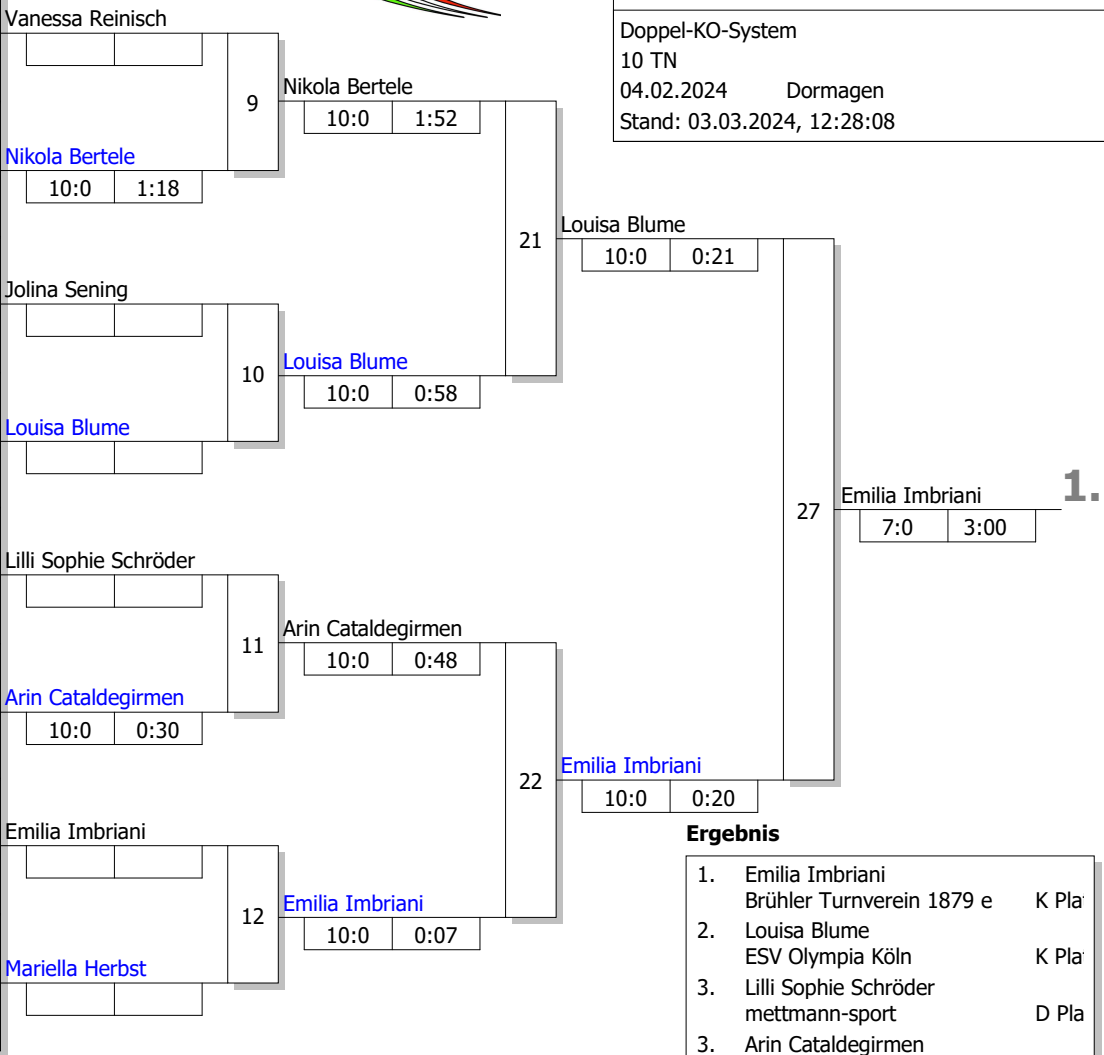 Vanessa Reinisch
Doppel-KO-System
10 TN
04.02.2024 Dormagen
Stand: 03.03.2024, 12:28:08
9
Nikola Bertele
10:0 1:52
Nikola Bertele
10:0 1:18
21
Louisa Blume
10:0 0:21
Jolina Sening
10
Louisa Blume
10:0 0:58
Louisa Blume
27
Emilia Imbriani
1.
7:0 3:00
Lilli Sophie Schröder
11
Arin Cataldegirmen
10:0 0:48
Arin Cataldegirmen
10:0 0:30
22
Emilia Imbriani
10:0 0:20
Emilia Imbriani
12
Emilia Imbriani
10:0 0:07
Mariella Herbst
Ergebnis
1. Emilia Imbriani
Brühler Turnverein 1879 e K Pla
2. Louisa Blume
ESV Olympia Köln K Pla
3. Lilli Sophie Schröder
mettmann-sport D Pla
3. Arin Cataldegirmen